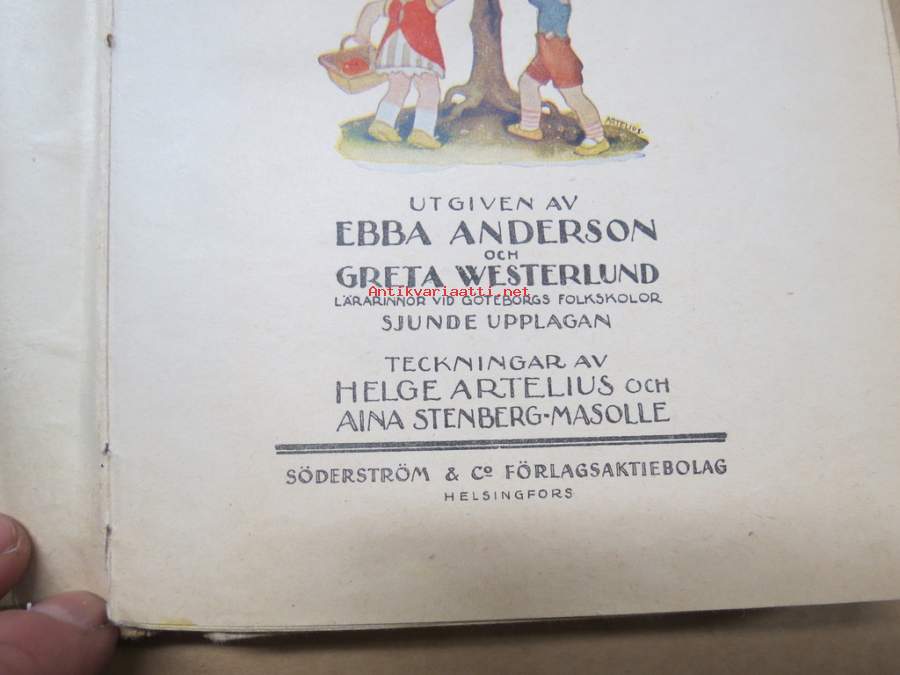 ARTELIUS.
UTGIVEN AV
EBBA ANDERSON
OCH
GRETA WESTERLUND
Antikvariaatti.net
LÄRARINNOR VID GÖTEBORGS FOLKSKOLOR
SJUNDE UPPLAGAN
TECKNINGAR AV
HELGE ARTELIUS OCH
AINA STENBERG-MASOLLE
SÖDERSTRÖM & Co FÖRLAGSAKTIEBOLAG
HELSINGFORS